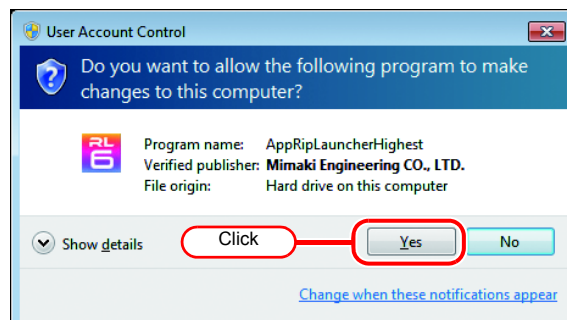 User Account Control
Do you want to allow the following program to make
changes to this computer?
RL
6
Program name: AppRipLauncherHighest
Verified publisher: Mimaki Engineering CO., LTD.
File origin: Hard drive on this computer
Show details
Click
Yes
No
Change when these notifications appear